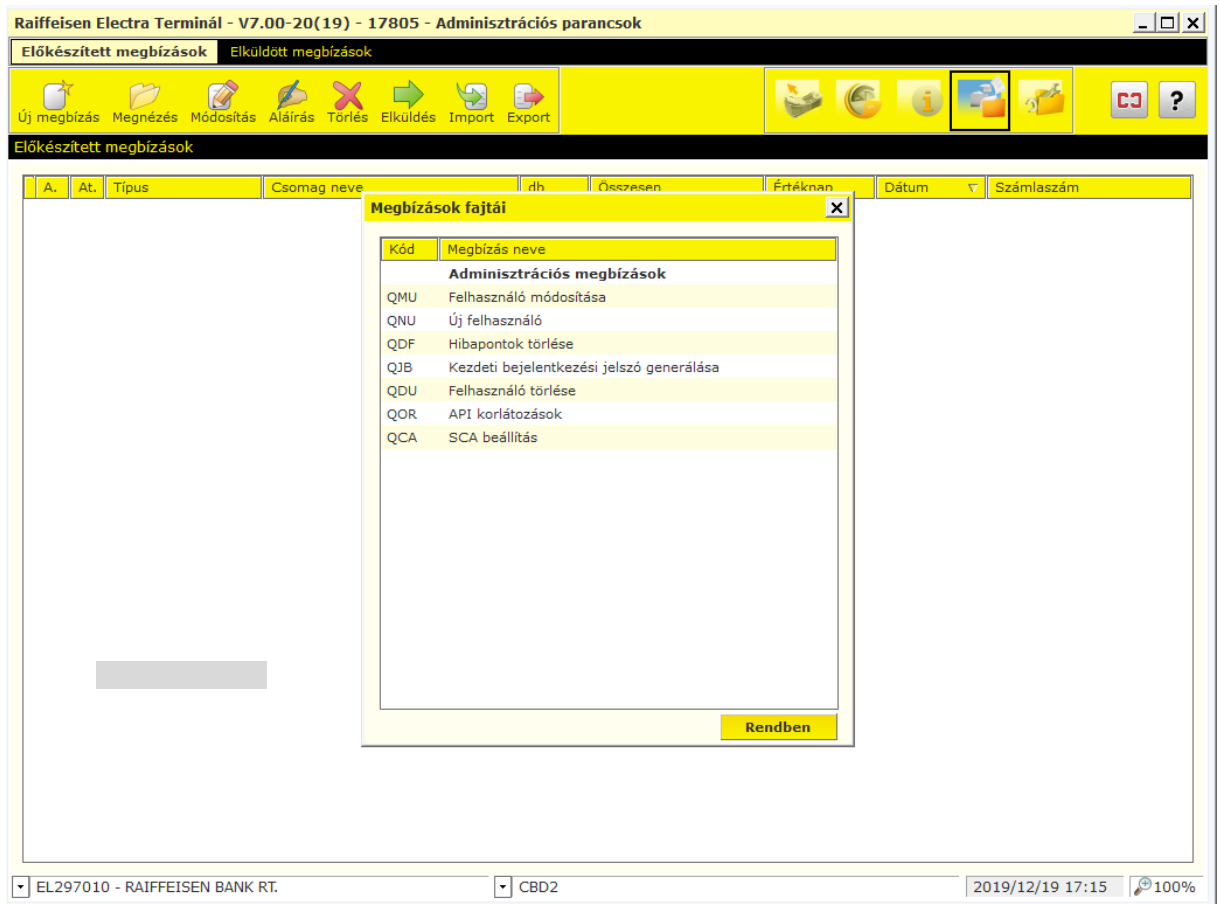 Raiffeisen Electra Terminál - V7.00-20(19) - 17805 - Adminisztrációs parancsok
Előkészített megbízások Elküldött megbízások
Új megbízás Megnézés Módosítás Aláírás Törlés Elküldés Import Export
Előkészített megbízások
A. At. Típus Csomag neve db Összesen Értéknap Dátum Számlaszám
Megbízások fajtái
Kód Megbízás neve
Adminisztrációs megbízások
QMU Felhasználó módosítása
QNU Új felhasználó
QDF Hibapontok törlése
QJB Kezdeti bejelentkezési jelszó generálása
QDU Felhasználó törlése
QOR API korlátozások
QCA SCA beállítás
Rendben
EL297010 - RAIFFEISEN BANK RT. CBD2 2019/12/19 17:15 100%